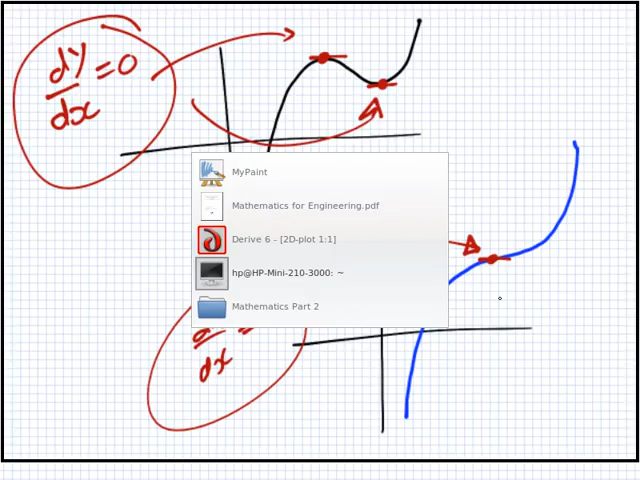 dy
dx
=0
MyPaint
Mathematics for Engineering.pdf
Derive 6 - [2D-plot 1:1]
hp@HP-Mini-210-3000: ~
Mathematics Part 2
dx